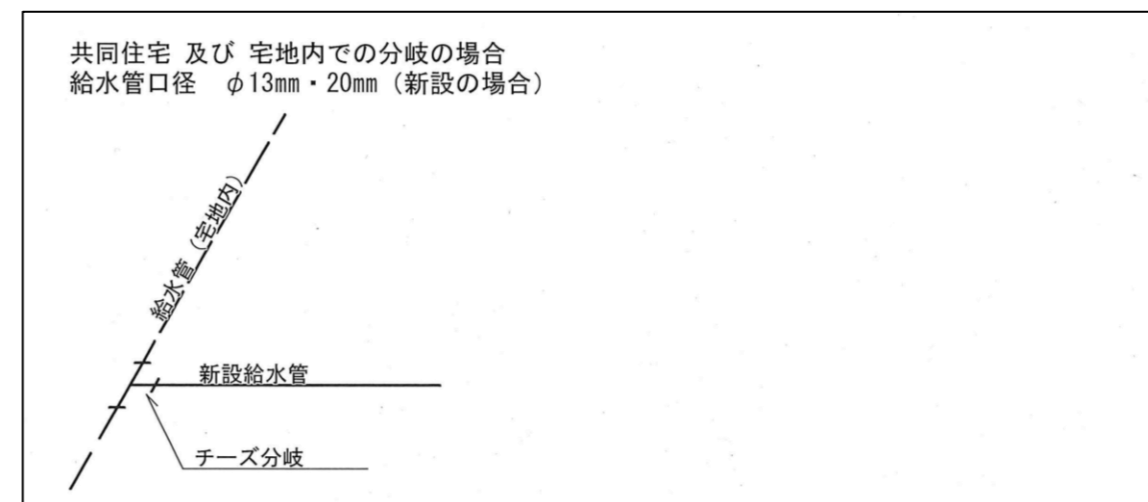 共同住宅 及び 宅地内での分岐の場合
給水管口径　φ13㎜・20㎜（新設の場合）
給水管（宅地内）
新設給水管
チーズ分岐